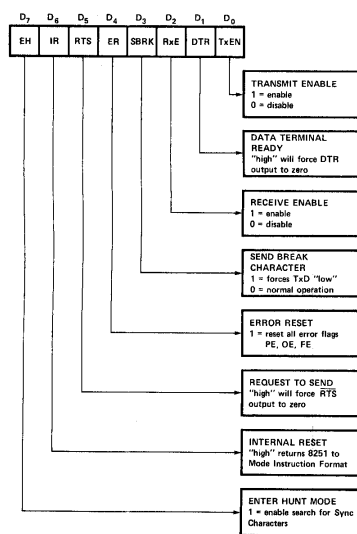 D7 D6 D5 D4 D3 D2 D1 D0
EH IR RTS ER SBRK RxE DTR TxEN
TRANSMIT ENABLE
1 = enable
0 = disable
DATA TERMINAL
READY
"high" will force DTR
output to zero
RECEIVE ENABLE
1 = enable
0 = disable
SEND BREAK
CHARACTER
1 = forces TxD "low"
0 = normal operation
ERROR RESET
1 = reset all error flags
PE, OE, FE
REQUEST TO SEND
"high" will force R̅T̅S̅
output to zero
INTERNAL RESET
"high" returns 8251 to
Mode Instruction Format
ENTER HUNT MODE
1 = enable search for Sync
Characters